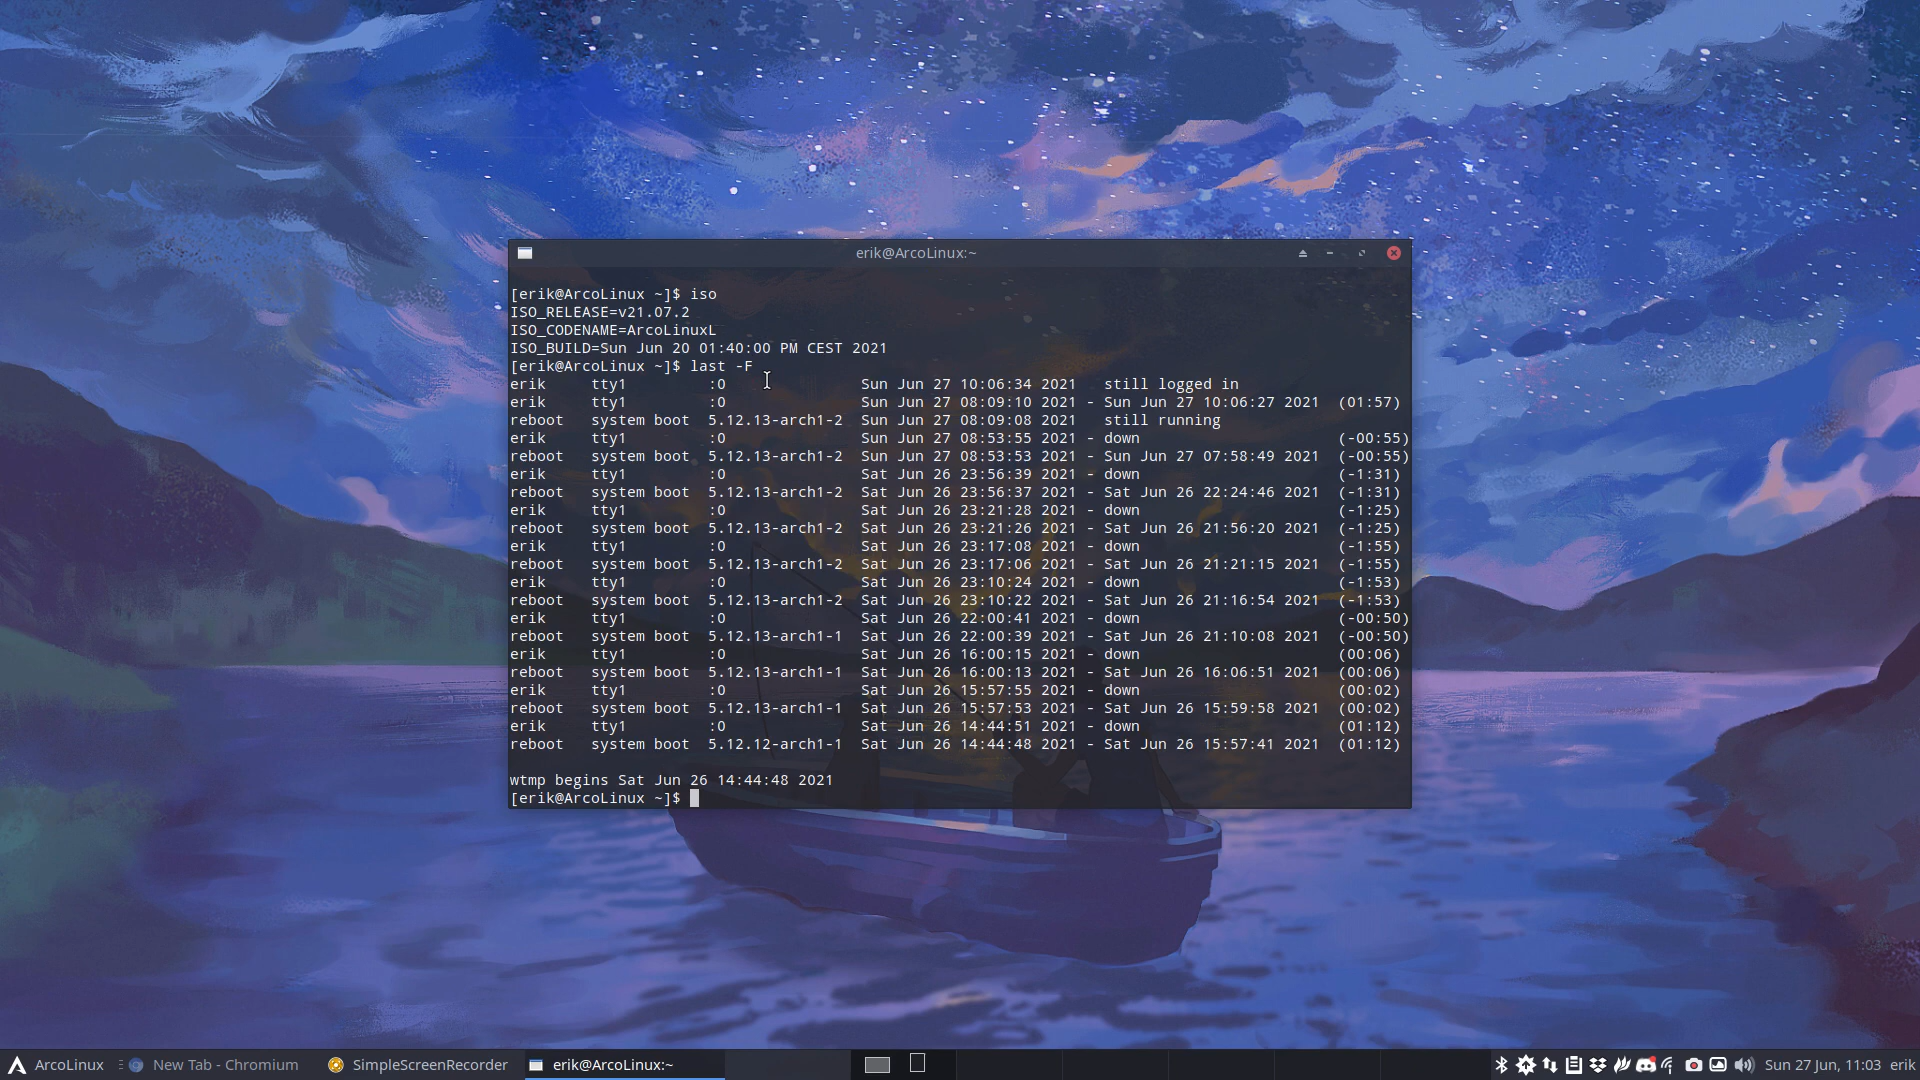 erik@ArcoLinux:~
[erik@ArcoLinux ~]$ iso
ISO_RELEASE=v21.07.2
ISO_CODENAME=ArcoLinuxL
ISO_BUILD=Sun Jun 20 01:40:00 PM CEST 2021
[erik@ArcoLinux ~]$ last -F
erik     tty1         :0               Sun Jun 27 10:06:34 2021   still logged in
erik     tty1         :0               Sun Jun 27 08:09:10 2021 - Sun Jun 27 10:06:27 2021  (01:57)
reboot   system boot  5.12.13-arch1-2  Sun Jun 27 08:09:08 2021   still running
erik     tty1         :0               Sun Jun 27 08:53:55 2021 - down                      (-00:55)
reboot   system boot  5.12.13-arch1-2  Sun Jun 27 08:53:53 2021 - Sun Jun 27 07:58:49 2021  (-00:55)
erik     tty1         :0               Sat Jun 26 23:56:39 2021 - down                      (-1:31)
reboot   system boot  5.12.13-arch1-2  Sat Jun 26 23:56:37 2021 - Sat Jun 26 22:24:46 2021  (-1:31)
erik     tty1         :0               Sat Jun 26 23:21:28 2021 - down                      (-1:25)
reboot   system boot  5.12.13-arch1-2  Sat Jun 26 23:21:26 2021 - Sat Jun 26 21:56:20 2021  (-1:25)
erik     tty1         :0               Sat Jun 26 23:17:08 2021 - down                      (-1:55)
reboot   system boot  5.12.13-arch1-2  Sat Jun 26 23:17:06 2021 - Sat Jun 26 21:21:15 2021  (-1:55)
erik     tty1         :0               Sat Jun 26 23:10:24 2021 - down                      (-1:53)
reboot   system boot  5.12.13-arch1-2  Sat Jun 26 23:10:22 2021 - Sat Jun 26 21:16:54 2021  (-1:53)
erik     tty1         :0               Sat Jun 26 22:00:41 2021 - down                      (-00:50)
reboot   system boot  5.12.13-arch1-1  Sat Jun 26 22:00:39 2021 - Sat Jun 26 21:10:08 2021  (-00:50)
erik     tty1         :0               Sat Jun 26 16:00:15 2021 - down                      (00:06)
reboot   system boot  5.12.13-arch1-1  Sat Jun 26 16:00:13 2021 - Sat Jun 26 16:06:51 2021  (00:06)
erik     tty1         :0               Sat Jun 26 15:57:55 2021 - down                      (00:02)
reboot   system boot  5.12.13-arch1-1  Sat Jun 26 15:57:53 2021 - Sat Jun 26 15:59:58 2021  (00:02)
erik     tty1         :0               Sat Jun 26 14:44:51 2021 - down                      (01:12)
reboot   system boot  5.12.12-arch1-1  Sat Jun 26 14:44:48 2021 - Sat Jun 26 15:57:41 2021  (01:12)
wtmp begins Sat Jun 26 14:44:48 2021
[erik@ArcoLinux ~]$
ArcoLinux New Tab - Chromium SimpleScreenRecorder erik@ArcoLinux:~ Sun 27 Jun, 11:03 erik